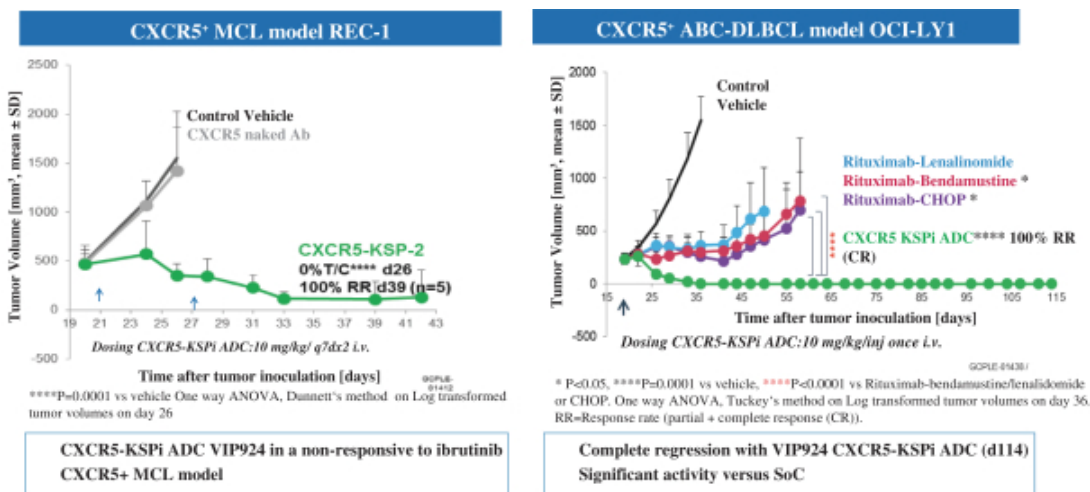 CXCR5⁺ MCL model REC-1
2500
2000
1500
1000
500
0
-500
Tumor Volume [mm³, mean ± SD]
Control Vehicle
CXCR5 naked Ab
CXCR5-KSP-2
0%T/C**** d26
100% RR d39 (n=5)
19 21 23 25 27 29 31 33 35 37 39 41 43
Dosing CXCR5-KSPi ADC:10 mg/kg/ q7dx2 i.v.
Time after tumor inoculation [days]
GCPLE-
01412
****P=0.0001 vs vehicle One way ANOVA, Dunnett's method on Log transformed
tumor volumes on day 26
CXCR5-KSPi ADC VIP924 in a non-responsive to ibrutinib
CXCR5+ MCL model
CXCR5⁺ ABC-DLBCL model OCI-LY1
2000
1500
1000
500
0
-500
Tumor Volume [mm³, mean ± SD]
Control
Vehicle
Rituximab-Lenalinomide
Rituximab-Bendamustine *
Rituximab-CHOP *
****
CXCR5 KSPi ADC**** 100% RR
(CR)
15 25 35 45 55 65 75 85 95 105 115
Time after tumor inoculation [days]
Dosing CXCR5-KSPi ADC:10 mg/kg/inj once i.v.
* P<0.05, ****P=0.0001 vs vehicle, ****P<0.0001 vs Rituximab-bendamustine/lenalidomide
or CHOP. One way ANOVA, Tuckey's method on Log transformed tumor volumes on day 36.
RR=Response rate (partial + complete response (CR)).
Complete regression with VIP924 CXCR5-KSPi ADC (d114)
Significant activity versus SoC